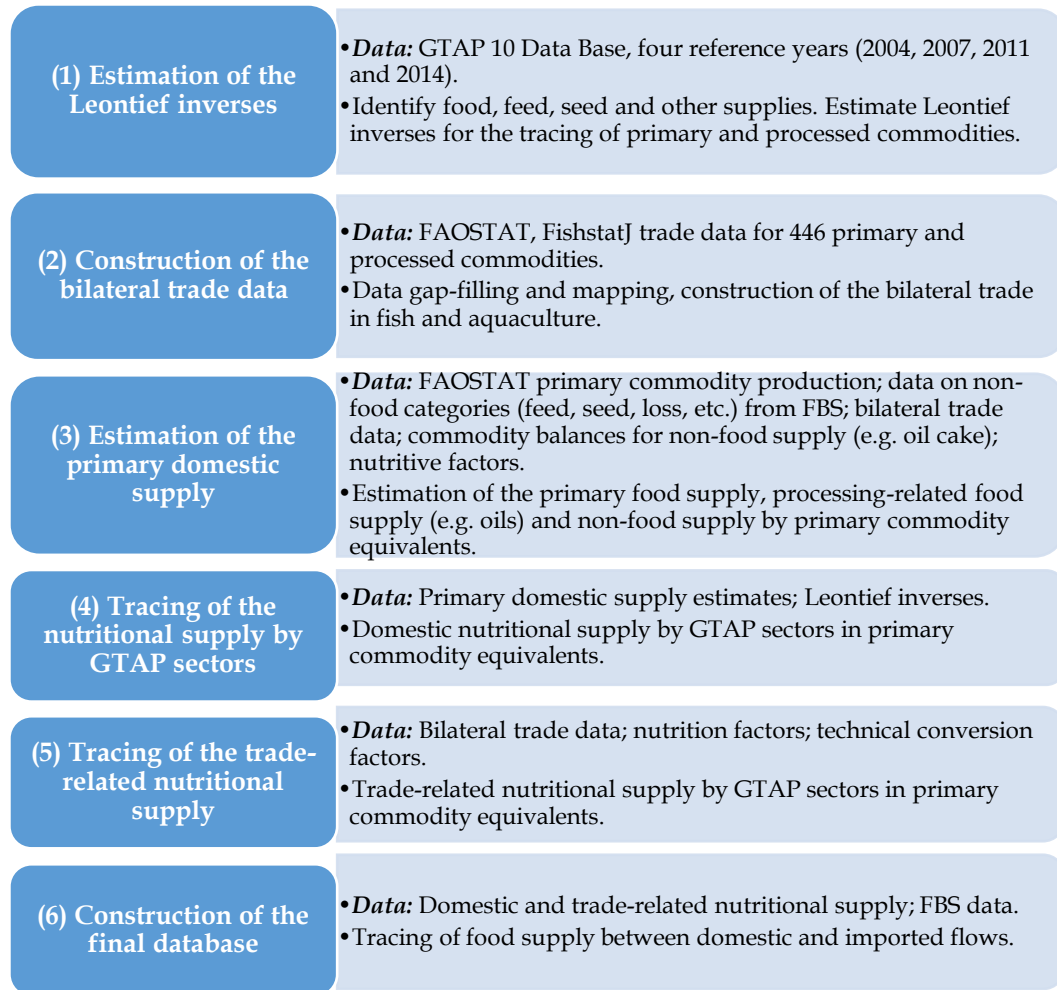 (1) Estimation of the
Leontief inverses
•Data: GTAP 10 Data Base, four reference years (2004, 2007, 2011
and 2014).
•Identify food, feed, seed and other supplies. Estimate Leontief
inverses for the tracing of primary and processed commodities.
(2) Construction of the
bilateral trade data
•Data: FAOSTAT, FishstatJ trade data for 446 primary and
processed commodities.
•Data gap-filling and mapping, construction of the bilateral trade
in fish and aquaculture.
(3) Estimation of the
primary domestic
supply
•Data: FAOSTAT primary commodity production; data on non-
food categories (feed, seed, loss, etc.) from FBS; bilateral trade
data; commodity balances for non-food supply (e.g. oil cake);
nutritive factors.
•Estimation of the primary food supply, processing-related food
supply (e.g. oils) and non-food supply by primary commodity
equivalents.
(4) Tracing of the
nutritional supply by
GTAP sectors
•Data: Primary domestic supply estimates; Leontief inverses.
•Domestic nutritional supply by GTAP sectors in primary
commodity equivalents.
(5) Tracing of the trade-
related nutritional
supply
•Data: Bilateral trade data; nutrition factors; technical conversion
factors.
•Trade-related nutritional supply by GTAP sectors in primary
commodity equivalents.
(6) Construction of the
final database
•Data: Domestic and trade-related nutritional supply; FBS data.
•Tracing of food supply between domestic and imported flows.